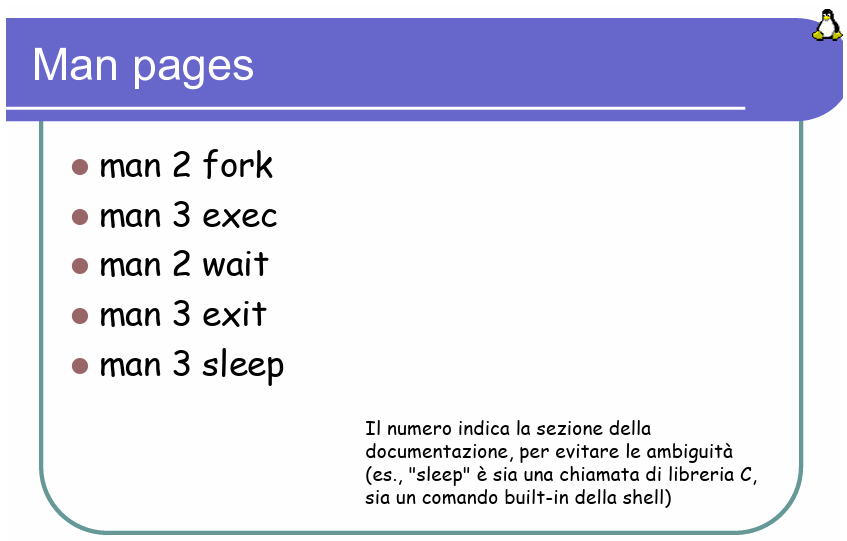 Man pages
man 2 fork
man 3 exec
man 2 wait
man 3 exit
man 3 sleep
Il numero indica la sezione della
documentazione, per evitare le ambiguità
(es., "sleep" è sia una chiamata di libreria C,
sia un comando built-in della shell)